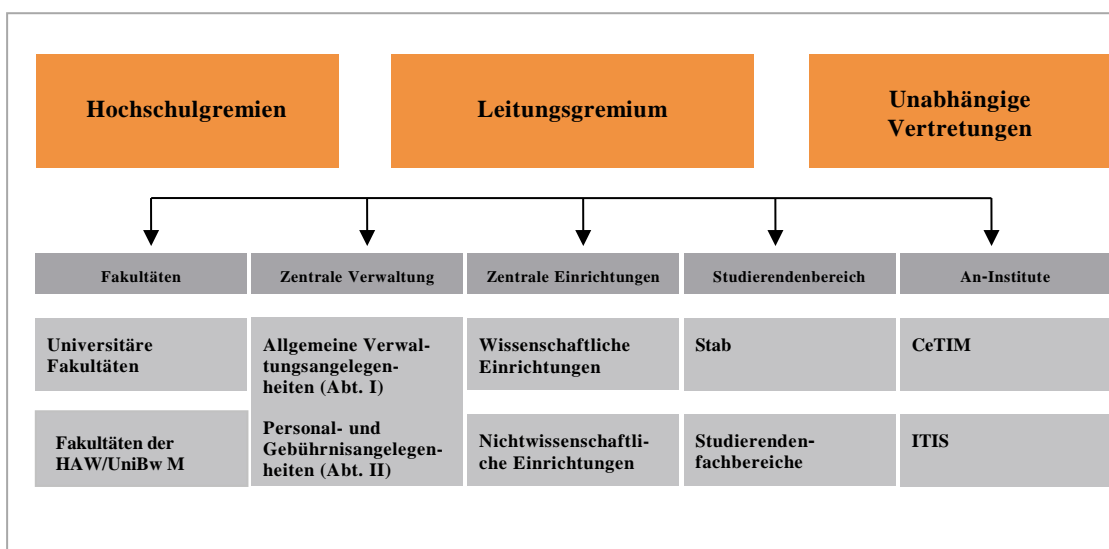 Hochschulgremien
Leitungsgremium
Unabhängige
Vertretungen
Fakultäten
Zentrale Verwaltung
Zentrale Einrichtungen
Studierendenbereich
An-Institute
Universitäre
Fakultäten
Allgemeine Verwal-
tungsangelegen-
heiten (Abt. I)
Wissenschaftliche
Einrichtungen
Stab
CeTIM
Fakultäten der
HAW/UniBw M
Personal- und
Gebührnisangelegen-
heiten (Abt. II)
Nichtwissenschaftli-
che Einrichtungen
Studierenden-
fachbereiche
ITIS